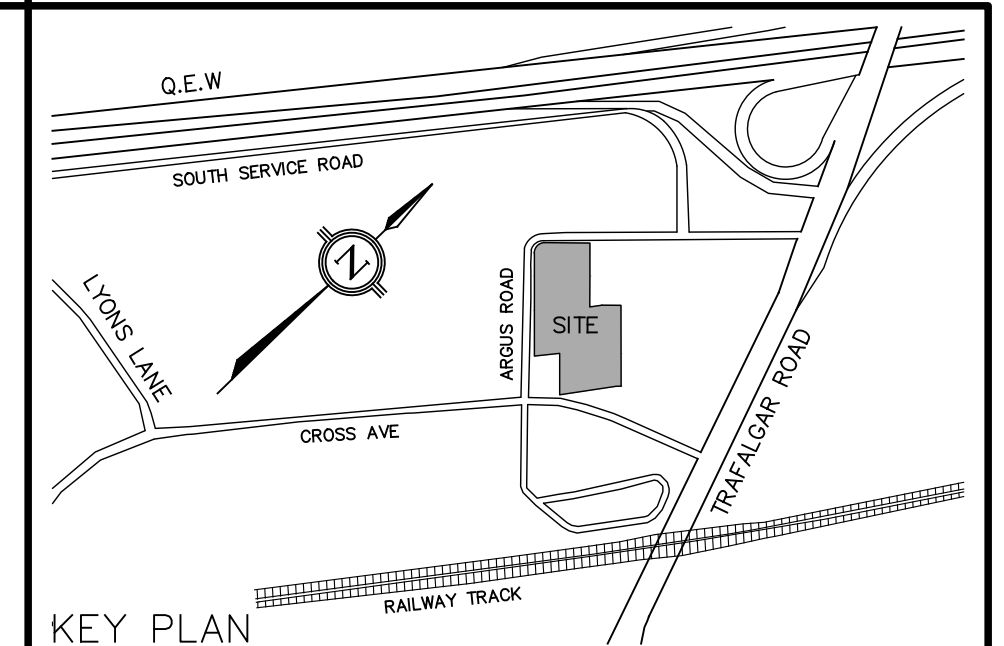 Q.E.W
SOUTH SERVICE ROAD
N
LYONS LANE
ARGUS ROAD
SITE
CROSS AVE
TRAFALGAR ROAD
RAILWAY TRACK
KEY PLAN